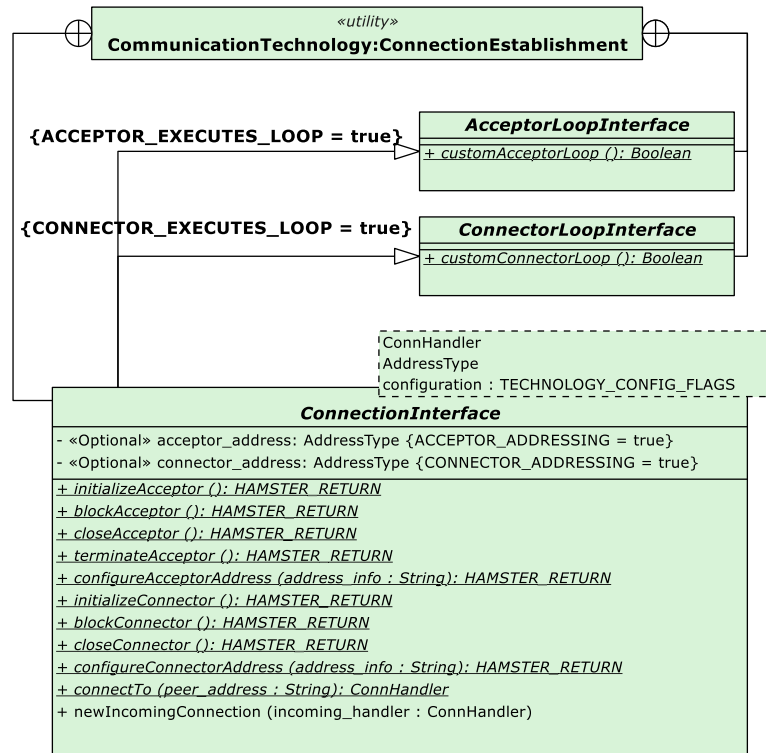 «utility»
CommunicationTechnology:ConnectionEstablishment
{ACCEPTOR_EXECUTES_LOOP = true}
AcceptorLoopInterface
+ customAcceptorLoop (): Boolean
{CONNECTOR_EXECUTES_LOOP = true}
ConnectorLoopInterface
+ customConnectorLoop (): Boolean
ConnHandler
AddressType
configuration : TECHNOLOGY_CONFIG_FLAGS
ConnectionInterface
- «Optional» acceptor_address: AddressType {ACCEPTOR_ADDRESSING = true}
- «Optional» connector_address: AddressType {CONNECTOR_ADDRESSING = true}
+ initializeAcceptor (): HAMSTER_RETURN
+ blockAcceptor (): HAMSTER_RETURN
+ closeAcceptor (): HAMSTER_RETURN
+ terminateAcceptor (): HAMSTER_RETURN
+ configureAcceptorAddress (address_info : String): HAMSTER_RETURN
+ initializeConnector (): HAMSTER_RETURN
+ blockConnector (): HAMSTER_RETURN
+ closeConnector (): HAMSTER_RETURN
+ configureConnectorAddress (address_info : String): HAMSTER_RETURN
+ connectTo (peer_address : String): ConnHandler
+ newIncomingConnection (incoming_handler : ConnHandler)